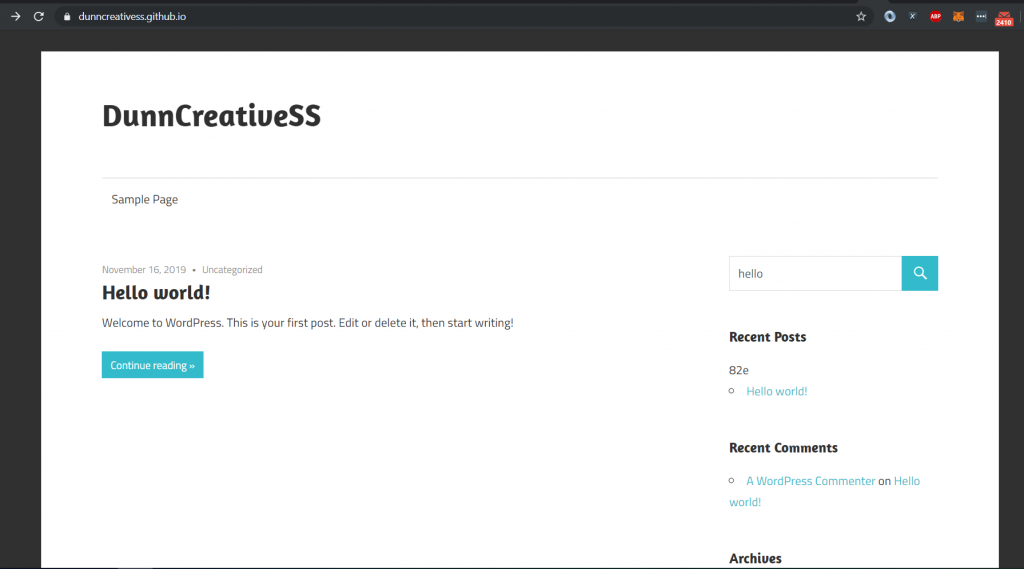 dunncreativess.github.io
ABP
2410
DunnCreativeSS
Sample Page
November 16, 2019 • Uncategorized
Hello world!
Welcome to WordPress. This is your first post. Edit or delete it, then start writing!
Continue reading »
hello
Recent Posts
82e
Hello world!
Recent Comments
A WordPress Commenter on Hello
world!
Archives